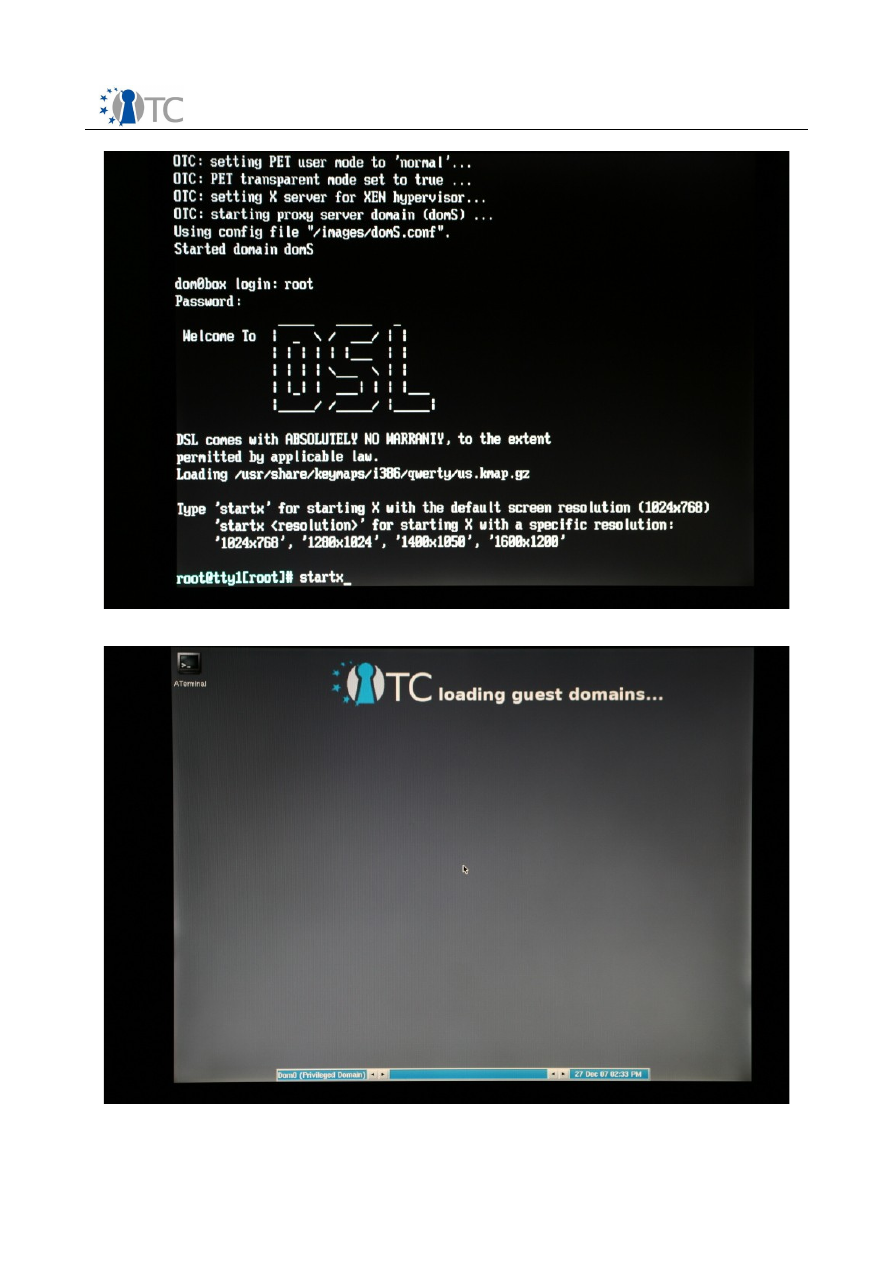 TC
OTC: setting PET user mode to 'normal'...
OTC: PET transparent mode set to true ...
OTC: setting X server for XEN hypervisor...
OTC: starting proxy server domain (domS) ...
Using config file "/images/domS.conf".
Started domain domS
dom0box login: root
Password:
Welcome To DSL
DSL comes with ABSOLUTELY NO WARRANTY, to the extent
permitted by applicable law.
Loading /usr/share/keymaps/i386/qwerty/us.kmap.gz
Type 'startx' for starting X with the default screen resolution (1024x768)
'startx <resolution>' for starting X with a specific resolution:
'1024x768', '1280x1024', '1400x1050', '1600x1200'
root@tty1[root]# startx_
ATerminal
TC loading guest domains...
Dom0 (Privileged Domain)
27 Dec 07 02:33 PM